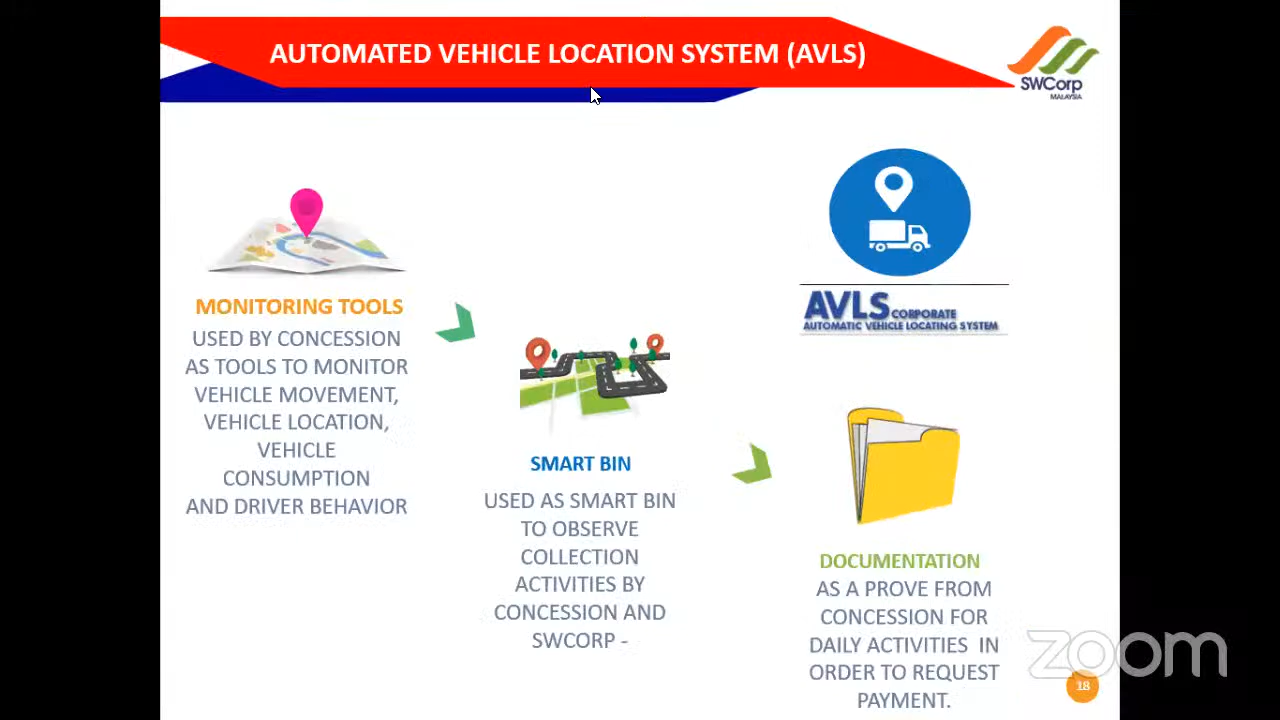 AUTOMATED VEHICLE LOCATION SYSTEM (AVLS)
SWCorp
MALAYSIA
MONITORING TOOLS
USED BY CONCESSION
AS TOOLS TO MONITOR
VEHICLE MOVEMENT,
VEHICLE LOCATION,
VEHICLE
CONSUMPTION
AND DRIVER BEHAVIOR
SMART BIN
USED AS SMART BIN
TO OBSERVE
COLLECTION
ACTIVITIES BY
CONCESSION AND
SWCORP -
AVLS CORPORATE
AUTOMATIC VEHICLE LOCATING SYSTEM
DOCUMENTATION
AS A PROVE FROM
CONCESSION FOR
DAILY ACTIVITIES IN
ORDER TO REQUEST
PAYMENT.
zoom
18